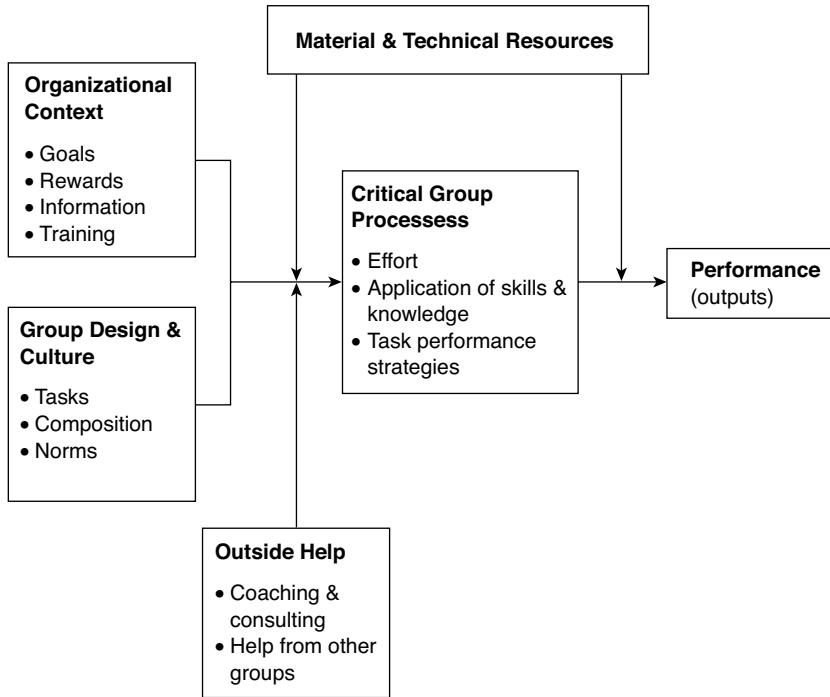 Material & Technical Resources
Organizational
Context
• Goals
• Rewards
• Information
• Training
Critical Group
Processess
• Effort
• Application of skills &
knowledge
• Task performance
strategies
Performance
(outputs)
Group Design &
Culture
• Tasks
• Composition
• Norms
Outside Help
• Coaching &
consulting
• Help from other
groups